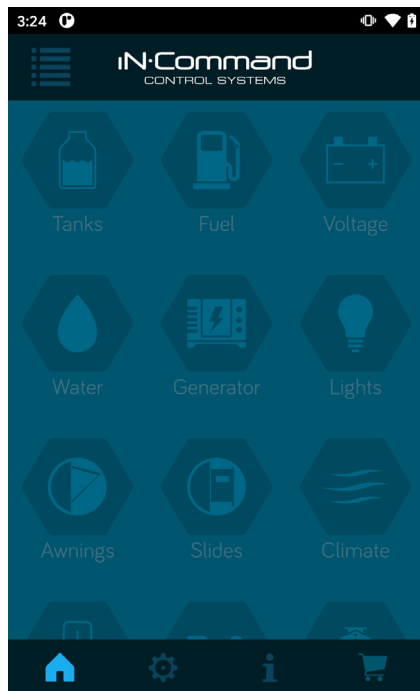 3:24
iN·Command
CONTROL SYSTEMS
Tanks
Fuel
Voltage
Water
Generator
Lights
Awnings
Slides
Climate